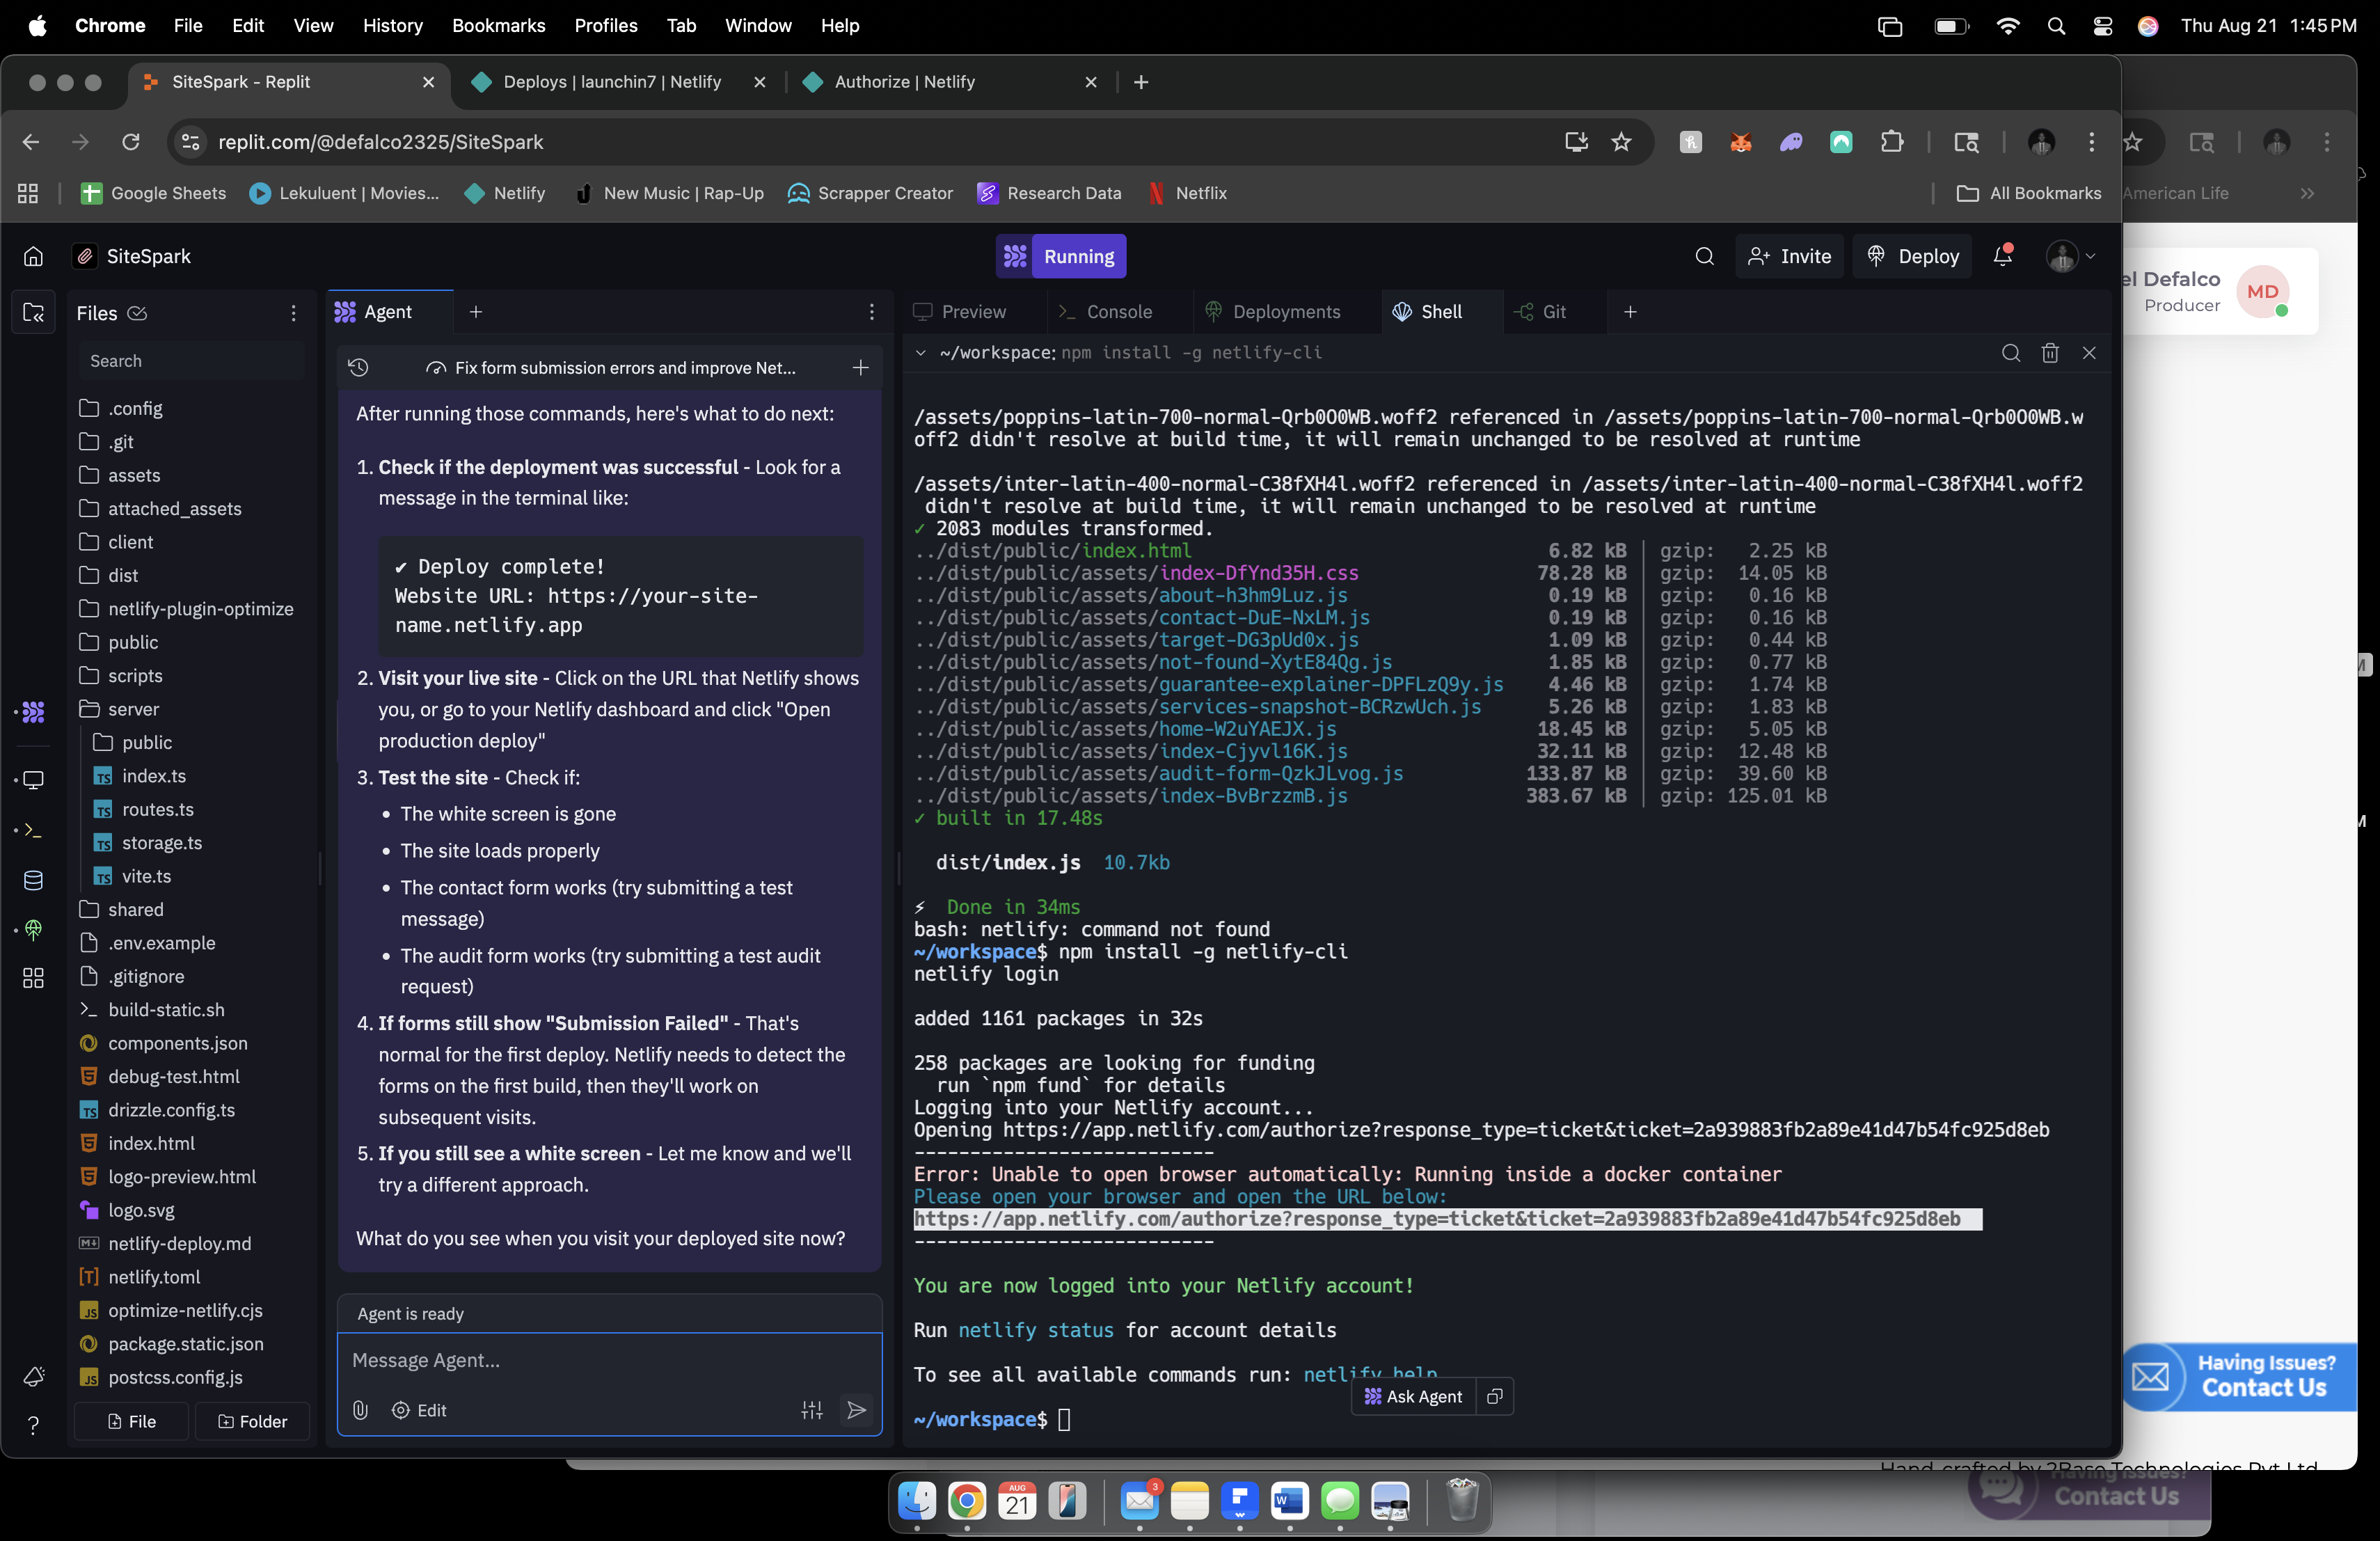 Chrome File Edit View History Bookmarks Profiles Tab Window Help
Thu Aug 21 1:45 PM
SiteSpark - Replit
Deploys | launchin7 | Netlify
Authorize | Netlify
replit.com/@defalco2325/SiteSpark
Google Sheets
Lekuluent | Movies...
Netlify
New Music | Rap-Up
Scrapper Creator
Research Data
Netflix
All Bookmarks
American Life
SiteSpark
Running
Invite
Deploy
el Defalco
Producer
MD
Files
Search
.config
.git
assets
attached_assets
client
dist
netlify-plugin-optimize
public
scripts
server
public
index.ts
routes.ts
storage.ts
vite.ts
shared
.env.example
.gitignore
build-static.sh
components.json
debug-test.html
drizzle.config.ts
index.html
logo-preview.html
logo.svg
netlify-deploy.md
netlify.toml
optimize-netlify.cjs
package.static.json
postcss.config.js
File
Folder
Agent
Fix form submission errors and improve Net...
After running those commands, here's what to do next:
1. Check if the deployment was successful - Look for a
message in the terminal like:
✔ Deploy complete!
Website URL: https://your-site-
name.netlify.app
2. Visit your live site - Click on the URL that Netlify shows
you, or go to your Netlify dashboard and click "Open
production deploy"
3. Test the site - Check if:
• The white screen is gone
• The site loads properly
• The contact form works (try submitting a test
message)
• The audit form works (try submitting a test audit
request)
4. If forms still show "Submission Failed" - That's
normal for the first deploy. Netlify needs to detect the
forms on the first build, then they'll work on
subsequent visits.
5. If you still see a white screen - Let me know and we'll
try a different approach.
What do you see when you visit your deployed site now?
Agent is ready
Message Agent...
Edit
Preview
Console
Deployments
Shell
Git
~/workspace: npm install -g netlify-cli
/assets/poppins-latin-700-normal-Qrb0O0WB.woff2 referenced in /assets/poppins-latin-700-normal-Qrb0O0WB.w
off2 didn't resolve at build time, it will remain unchanged to be resolved at runtime
/assets/inter-latin-400-normal-C38fXH4l.woff2 referenced in /assets/inter-latin-400-normal-C38fXH4l.woff2
didn't resolve at build time, it will remain unchanged to be resolved at runtime
✓ 2083 modules transformed.
../dist/public/index.html 6.82 kB │ gzip: 2.25 kB
../dist/public/assets/index-DfYnd35H.css 78.28 kB │ gzip: 14.05 kB
../dist/public/assets/about-h3hm9Luz.js 0.19 kB │ gzip: 0.16 kB
../dist/public/assets/contact-DuE-NxLM.js 0.19 kB │ gzip: 0.16 kB
../dist/public/assets/target-DG3pUd0x.js 1.09 kB │ gzip: 0.44 kB
../dist/public/assets/not-found-XytE84Qg.js 1.85 kB │ gzip: 0.77 kB
../dist/public/assets/guarantee-explainer-DPFLzQ9y.js 4.46 kB │ gzip: 1.74 kB
../dist/public/assets/services-snapshot-BCRzwUch.js 5.26 kB │ gzip: 1.83 kB
../dist/public/assets/home-W2uYAEJX.js 18.45 kB │ gzip: 5.05 kB
../dist/public/assets/index-Cjyvl16K.js 32.11 kB │ gzip: 12.48 kB
../dist/public/assets/audit-form-QzkJLvog.js 133.87 kB │ gzip: 39.60 kB
../dist/public/assets/index-BvBrzzmB.js 383.67 kB │ gzip: 125.01 kB
✓ built in 17.48s
dist/index.js 10.7kb
⚡ Done in 34ms
bash: netlify: command not found
~/workspace$ npm install -g netlify-cli
netlify login
added 1161 packages in 32s
258 packages are looking for funding
run `npm fund` for details
Logging into your Netlify account...
Opening https://app.netlify.com/authorize?response_type=ticket&ticket=2a939883fb2a89e41d47b54fc925d8eb
---------------------------
Error: Unable to open browser automatically: Running inside a docker container
Please open your browser and open the URL below:
https://app.netlify.com/authorize?response_type=ticket&ticket=2a939883fb2a89e41d47b54fc925d8eb
---------------------------
You are now logged into your Netlify account!
Run netlify status for account details
To see all available commands run: netlify help
Ask Agent
~/workspace$
Having Issues?
Contact Us
Hand-crafted by 2Base Technologies Pvt Ltd
Having Issues?
Contact Us
AUG
21
3
W